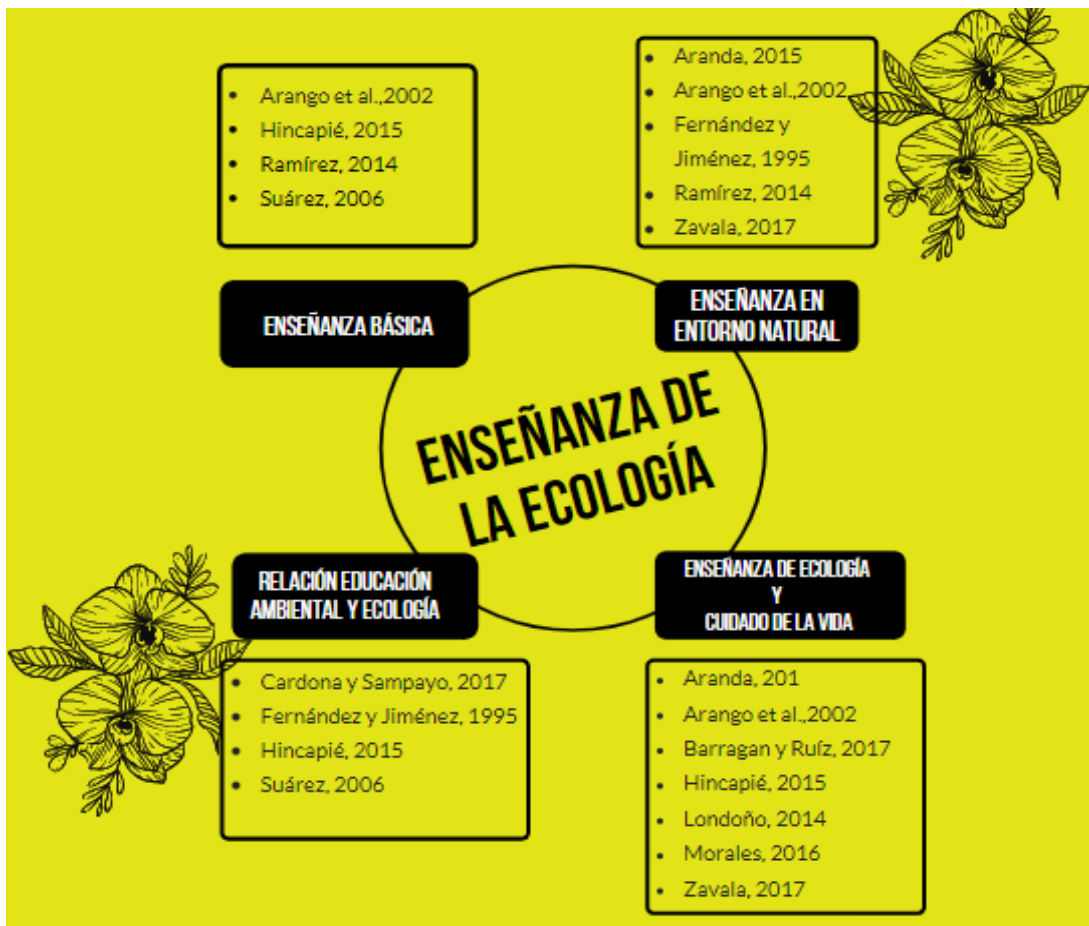 Arango et al.,2002
Hincapié, 2015
Ramírez, 2014
Suárez, 2006
Aranda, 2015
Arango et al.,2002
Fernández y
Jiménez, 1995
Ramírez, 2014
Zavala, 2017
ENSEÑANZA BÁSICA
ENSEÑANZA EN
ENTORNO NATURAL
ENSEÑANZA DE
LA ECOLOGÍA
RELACIÓN EDUCACIÓN
AMBIENTAL Y ECOLOGÍA
ENSEÑANZA DE ECOLOGÍA
Y
CUIDADO DE LA VIDA
Cardona y Sampayo, 2017
Fernández y Jiménez, 1995
Hincapié, 2015
Suárez, 2006
Aranda, 201
Arango et al.,2002
Barragan y Ruíz, 2017
Hincapié, 2015
Londoño, 2014
Morales, 2016
Zavala, 2017